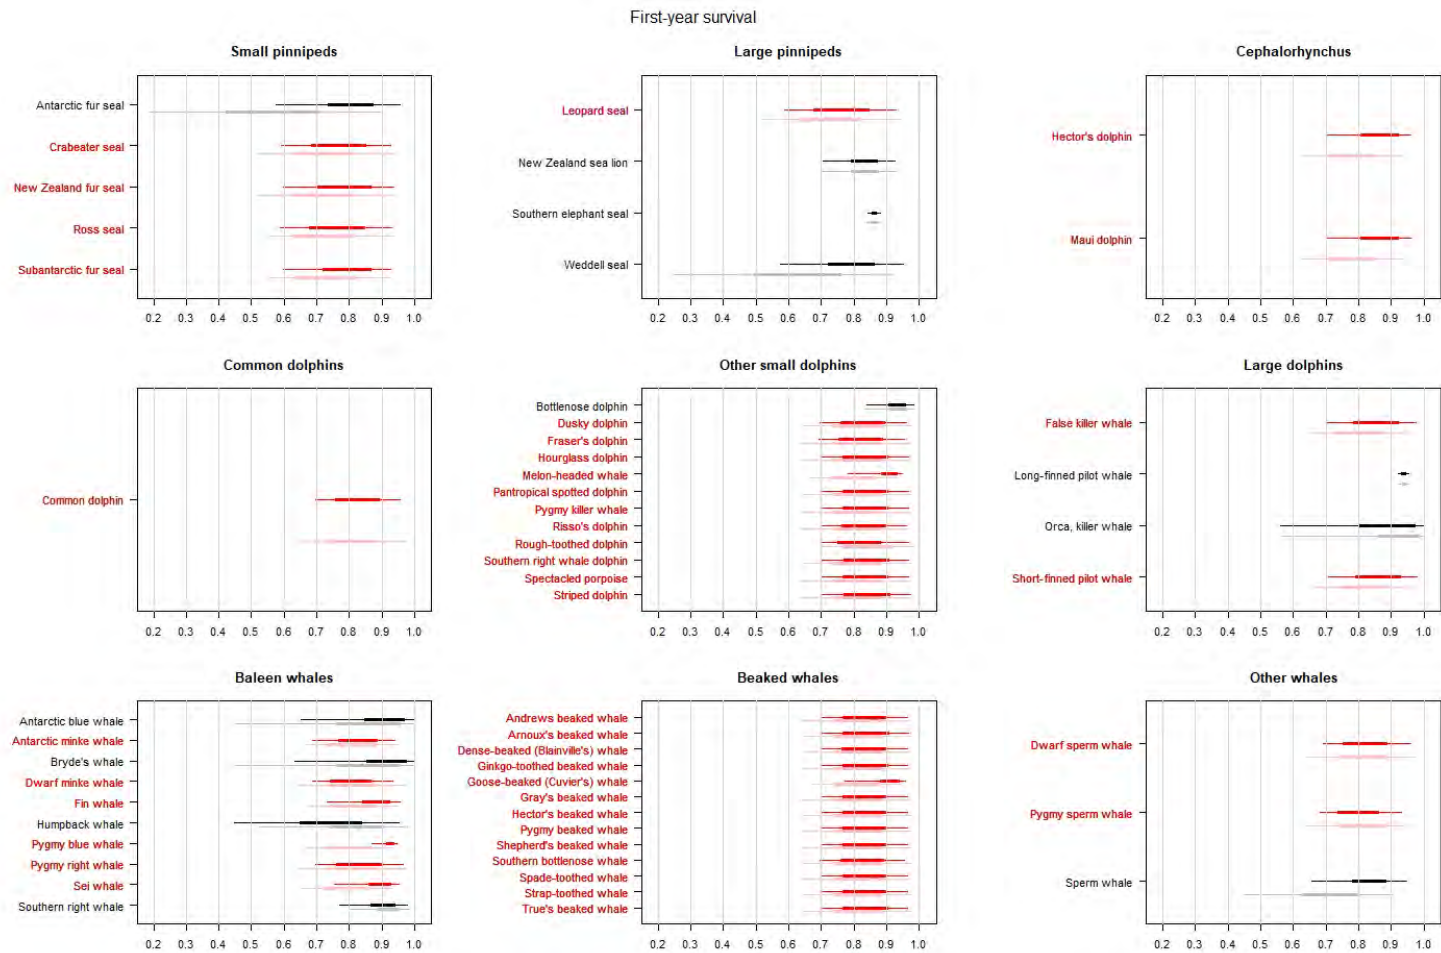 First-year survival
Small pinnipeds
Antarctic fur seal
Crabeater seal
New Zealand fur seal
Ross seal
Subantarctic fur seal
0.2 0.3 0.4 0.5 0.6 0.7 0.8 0.9 1.0
Large pinnipeds
Leopard seal
New Zealand sea lion
Southern elephant seal
Weddell seal
0.2 0.3 0.4 0.5 0.6 0.7 0.8 0.9 1.0
Cephalorhynchus
Hector's dolphin
Maui dolphin
0.2 0.3 0.4 0.5 0.6 0.7 0.8 0.9 1.0
Common dolphins
Common dolphin
0.2 0.3 0.4 0.5 0.6 0.7 0.8 0.9 1.0
Other small dolphins
Bottlenose dolphin
Dusky dolphin
Fraser's dolphin
Hourglass dolphin
Melon-headed whale
Pantropical spotted dolphin
Pygmy killer whale
Risso's dolphin
Rough-toothed dolphin
Southern right whale dolphin
Spectacled porpoise
Striped dolphin
0.2 0.3 0.4 0.5 0.6 0.7 0.8 0.9 1.0
Large dolphins
False killer whale
Long-finned pilot whale
Orca, killer whale
Short-finned pilot whale
0.2 0.3 0.4 0.5 0.6 0.7 0.8 0.9 1.0
Baleen whales
Antarctic blue whale
Antarctic minke whale
Bryde's whale
Dwarf minke whale
Fin whale
Humpback whale
Pygmy blue whale
Pygmy right whale
Sei whale
Southern right whale
0.2 0.3 0.4 0.5 0.6 0.7 0.8 0.9 1.0
Beaked whales
Andrews beaked whale
Arnoux's beaked whale
Dense-beaked (Blainville's) whale
Ginkgo-toothed beaked whale
Goose-beaked (Cuvier's) whale
Gray's beaked whale
Hector's beaked whale
Pygmy beaked whale
Shepherd's beaked whale
Southern bottlenose whale
Spade-toothed whale
Strap-toothed whale
True's beaked whale
0.2 0.3 0.4 0.5 0.6 0.7 0.8 0.9 1.0
Other whales
Dwarf sperm whale
Pygmy sperm whale
Sperm whale
0.2 0.3 0.4 0.5 0.6 0.7 0.8 0.9 1.0